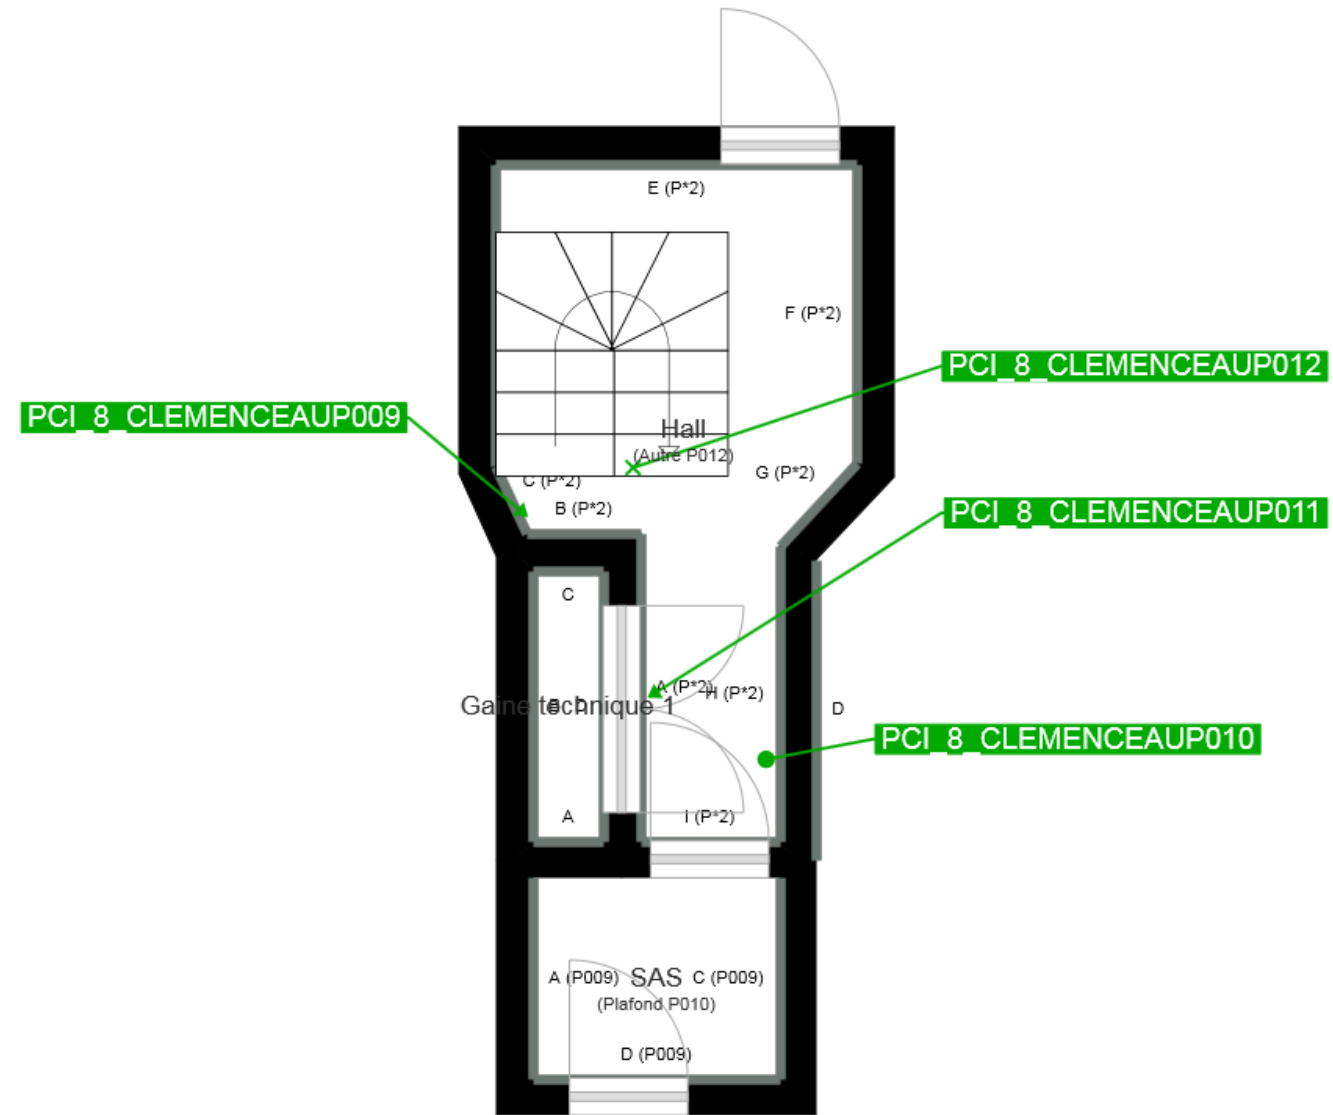 E (P*2)
F (P*2)
PCI_8_CLEMENCEAUP012
PCI_8_CLEMENCEAUP009
Hall
(Autre P012)
G (P*2)
C (P*2)
B (P*2)
PCI_8_CLEMENCEAUP011
C
A (P*2)
H (P*2)
Gaine technique 1
B D
D
PCI_8_CLEMENCEAUP010
A
I (P*2)
A (P009)
SAS
C (P009)
(Plafond P010)
D (P009)